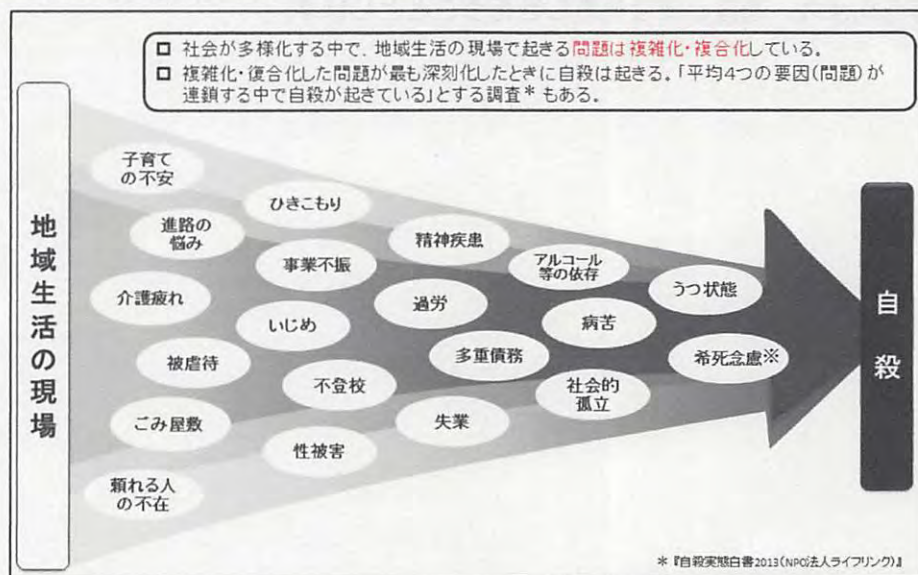 □ 社会が多様化する中で、地域生活の現場で起きる問題は複雑化・複合化している。
□ 複雑化・復合化した問題が最も深刻化したときに自殺は起きる。「平均4つの要因(問題)が
連鎖する中で自殺が起きている」とする調査*もある。
地域生活の現場
子育て
の不安
進路の
悩み
介護疲れ
被虐待
ごみ屋敷
頼れる人
の不在
ひきこもり
事業不振
いじめ
不登校
性被害
精神疾患
過労
多重債務
失業
アルコール
等の依存
病苦
社会的
孤立
うつ状態
希死念慮※
自殺
*『自殺実態白書2013(NPO法人ライフリンク)』